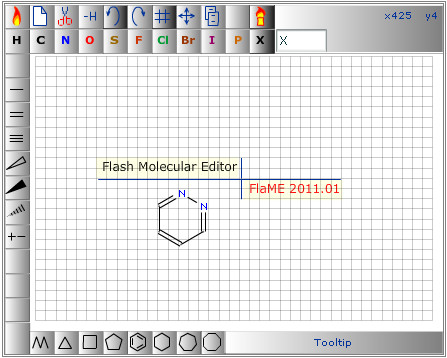 -H x425 y4
H C N O S F Cl Br I P X X
Flash Molecular Editor
FlaME 2011.01
N
N
+-
Tooltip